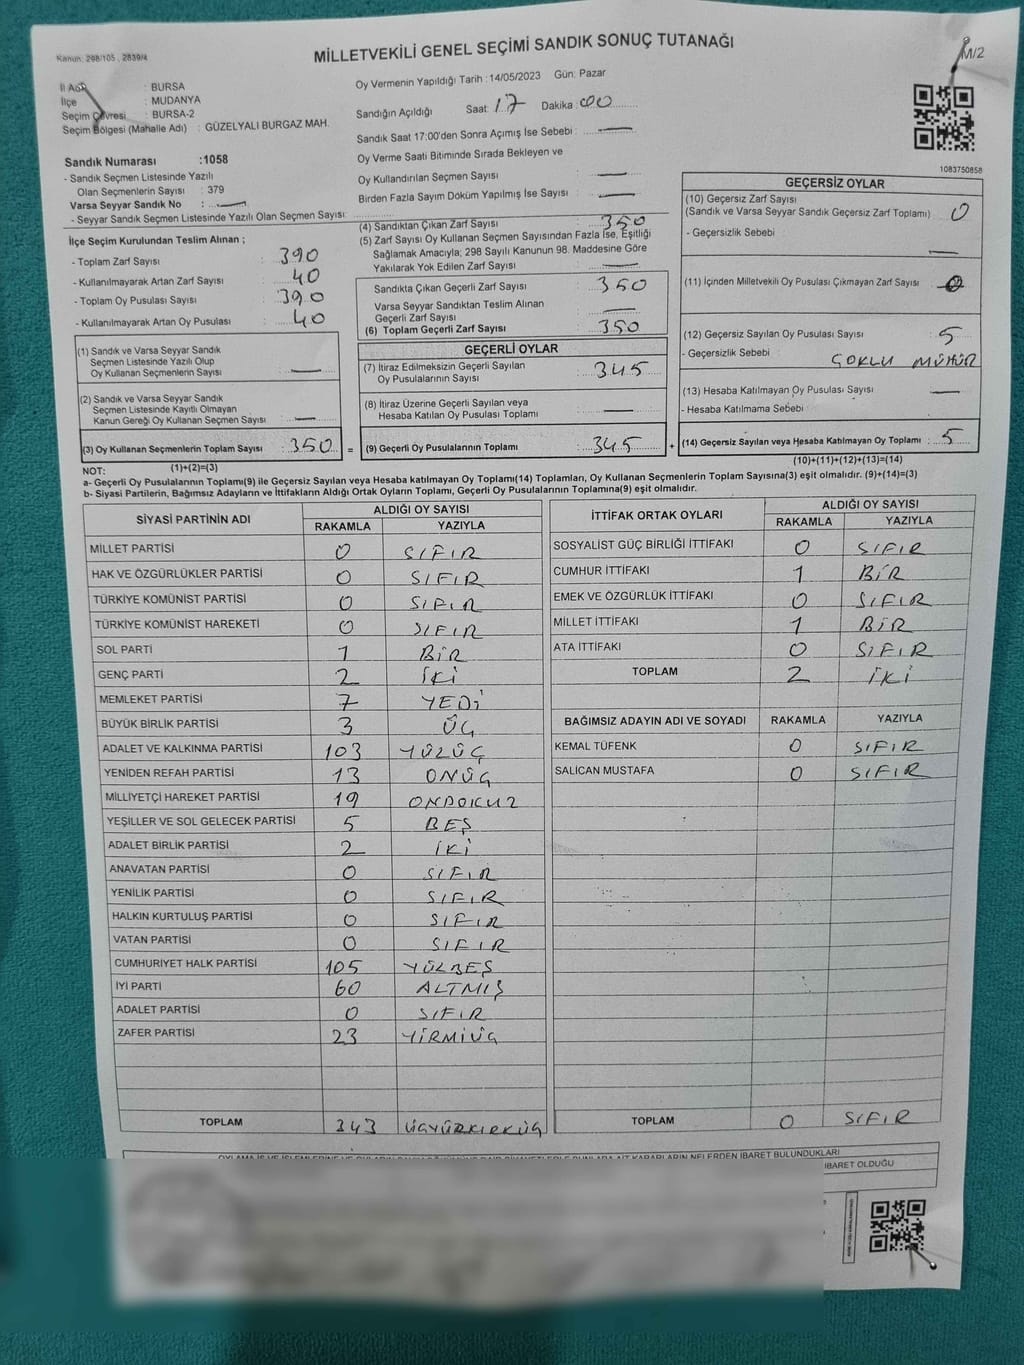 Kanun: 298/105 , 2839/4
MİLLETVEKİLİ GENEL SEÇİMİ SANDIK SONUÇ TUTANAĞI
M/2
: BURSA
İlçe : MUDANYA
Seçim Çevresi : BURSA-2
Seçim Bölgesi (Mahalle Adı) : GÜZELYALI BURGAZ MAH.
Sandık Numarası :1058
- Sandık Seçmen Listesinde Yazılı
Olan Seçmenlerin Sayısı : 379
Varsa Seyyar Sandık No :
- Seyyar Sandık Seçmen Listesinde Yazılı Olan Seçmen Sayısı:
Oy Vermenin Yapıldığı Tarih :14/05/2023 Gün: Pazar
Sandığın Açıldığı Saat: 17 Dakika : 00
Sandık Saat 17:00'den Sonra Açımış İse Sebebi :
Oy Verme Saati Bitiminde Sırada Bekleyen ve
Oy Kullandırılan Seçmen Sayısı :
Birden Fazla Sayım Döküm Yapılmış İse Sayısı :
1083750858
İlçe Seçim Kurulundan Teslim Alınan ;
- Toplam Zarf Sayısı : 390
- Kullanılmayarak Artan Zarf Sayısı : 40
- Toplam Oy Pusulası Sayısı : 390
- Kullanılmayarak Artan Oy Pusulası : 40
(4) Sandıktan Çıkan Zarf Sayısı : 350
(5) Zarf Sayısı Oy Kullanan Seçmen Sayısından Fazla İse, Eşitliği
Sağlamak Amacıyla; 298 Sayılı Kanunun 98. Maddesine Göre
Yakılarak Yok Edilen Zarf Sayısı :
Sandıkta Çıkan Geçerli Zarf Sayısı : 350
Varsa Seyyar Sandıktan Teslim Alınan
Geçerli Zarf Sayısı :
(6) Toplam Geçerli Zarf Sayısı : 350
GEÇERSİZ OYLAR
(10) Geçersiz Zarf Sayısı
(Sandık ve Varsa Seyyar Sandık Geçersiz Zarf Toplamı) : 0
- Geçersizlik Sebebi :
(11) İçinden Milletvekili Oy Pusulası Çıkmayan Zarf Sayısı : 0
(12) Geçersiz Sayılan Oy Pusulası Sayısı : 5
- Geçersizlik Sebebi : ÇOKLU MÜHÜR
(13) Hesaba Katılmayan Oy Pusulası Sayısı :
- Hesaba Katılmama Sebebi :
(1) Sandık ve Varsa Seyyar Sandık
Seçmen Listesinde Yazılı Olup
Oy Kullanan Seçmenlerin Sayısı :
(2) Sandık ve Varsa Seyyar Sandık
Seçmen Listesinde Kayıtlı Olmayan
Kanun Gereği Oy Kullanan Seçmen Sayısı :
GEÇERLİ OYLAR
(7) İtiraz Edilmeksizin Geçerli Sayılan
Oy Pusulalarının Sayısı : 345
(8) İtiraz Üzerine Geçerli Sayılan veya
Hesaba Katılan Oy Pusulası Toplamı :
(3) Oy Kullanan Seçmenlerin Toplam Sayısı : 350 = (9) Geçerli Oy Pusulalarının Toplamı : 345 + (14) Geçersiz Sayılan veya Hesaba Katılmayan Oy Toplamı : 5
NOT: (1)+(2)=(3) (10)+(11)+(12)+(13)=(14)
a- Geçerli Oy Pusulaları Toplamı(9) ile Geçersiz Sayılan veya Hesaba katılmayan Oy Toplamı(14) Toplamları, Oy Kullanan Seçmenlerin Toplam Sayısına(3) eşit olmalıdır. (9)+(14)=(3)
b- Siyasi Partilerin, Bağımsız Adayların ve İttifakların Aldığı Ortak Oyların Toplamı, Geçerli Oy Pusulalarının Toplamına(9) eşit olmalıdır.
SİYASİ PARTİNİN ADI ALDIĞI OY SAYISI
RAKAMLA YAZIYLA
MİLLET PARTİSİ 0 SIFIR
HAK VE ÖZGÜRLÜKLER PARTİSİ 0 SIFIR
TÜRKİYE KOMÜNİST PARTİSİ 0 SIFIR
TÜRKİYE KOMÜNİST HAREKETİ 0 SIFIR
SOL PARTİ 1 BİR
GENÇ PARTİ 2 İKİ
MEMLEKET PARTİSİ 7 YEDİ
BÜYÜK BİRLİK PARTİSİ 3 ÜÇ
ADALET VE KALKINMA PARTİSİ 103 YÜZÜÇ
YENİDEN REFAH PARTİSİ 13 ONÜÇ
MİLLİYETÇİ HAREKET PARTİSİ 19 ONDOKUZ
YEŞİLLER VE SOL GELECEK PARTİSİ 5 BEŞ
ADALET BİRLİK PARTİSİ 2 İKİ
ANAVATAN PARTİSİ 0 SIFIR
YENİLİK PARTİSİ 0 SIFIR
HALKIN KURTULUŞ PARTİSİ 0 SIFIR
VATAN PARTİSİ 0 SIFIR
CUMHURİYET HALK PARTİSİ 105 YÜZBEŞ
İYİ PARTİ 60 ALTMIŞ
ADALET PARTİSİ 0 SIFIR
ZAFER PARTİSİ 23 YİRMİÜÇ
TOPLAM 343 ÜÇYÜZKIRKÜÇ
İTTİFAK ORTAK OYLARI ALDIĞI OY SAYISI
RAKAMLA YAZIYLA
SOSYALİST GÜÇ BİRLİĞİ İTTİFAKI 0 SIFIR
CUMHUR İTTİFAKI 1 BİR
EMEK VE ÖZGÜRLÜK İTTİFAKI 0 SIFIR
MİLLET İTTİFAKI 1 BİR
ATA İTTİFAKI 0 SIFIR
TOPLAM 2 İKİ
BAĞIMSIZ ADAYIN ADI VE SOYADI RAKAMLA YAZIYLA
KEMAL TÜFENK 0 SIFIR
SALİCAN MUSTAFA 0 SIFIR
TOPLAM 0 SIFIR
NELERDEN İBARET BULUNDUKLARI
İBARET OLDUĞU